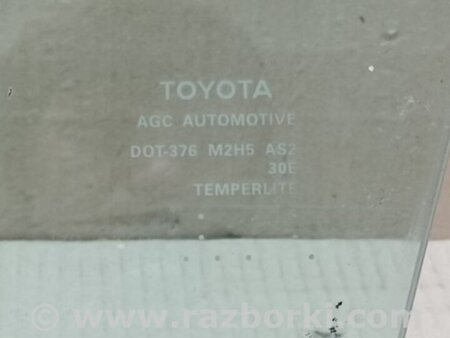 TOYOTA
AGC AUTOMOTIVE
DOT-376 M2H5 AS2
30E
TEMPERLITE
www.razborki.com